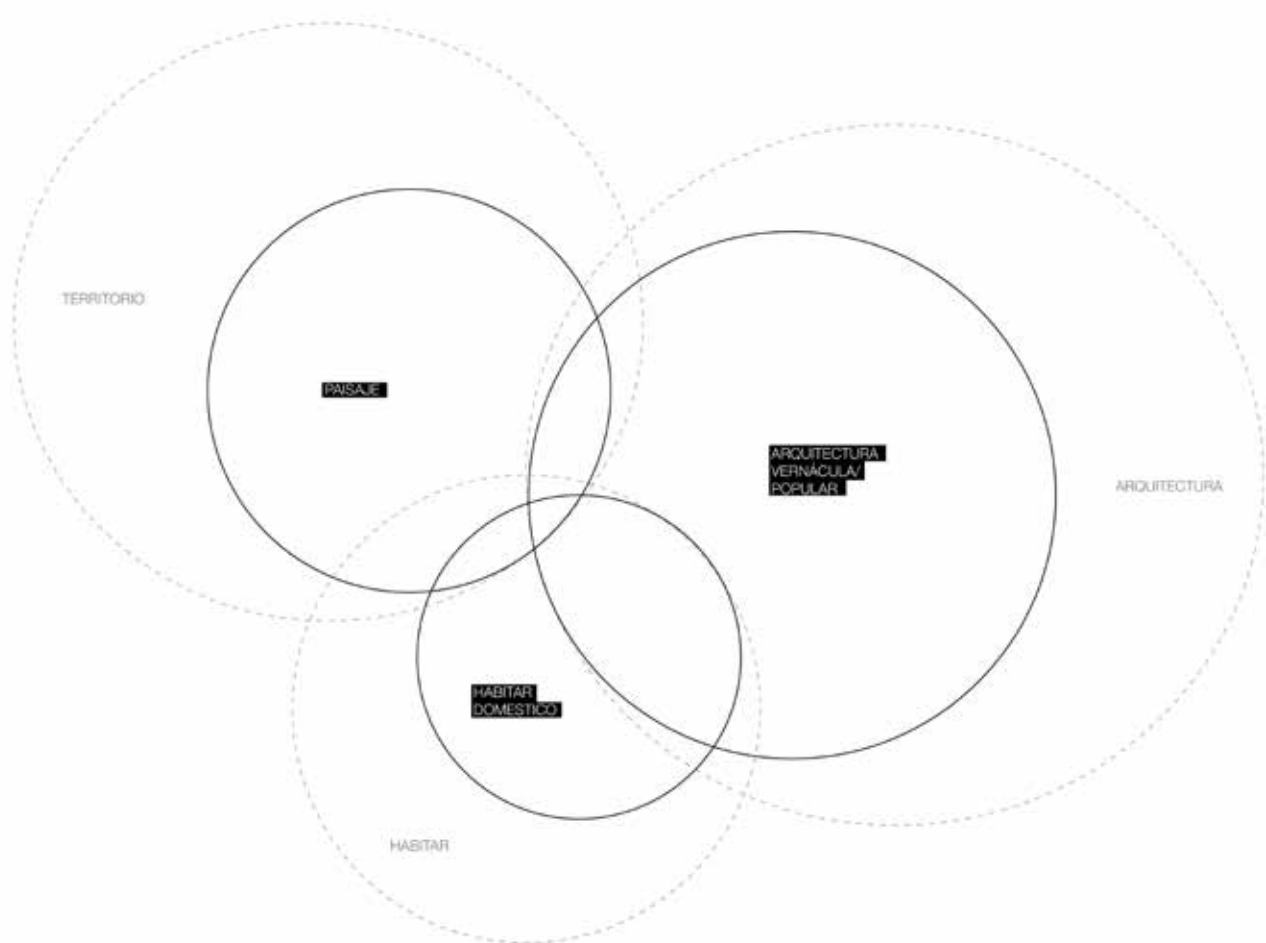 TERRITORIO
PAISAJE
ARQUITECTURA
VERNÁCULA/
POPULAR
ARQUITECTURA
HABITAR
DOMESTICO
HABITAR